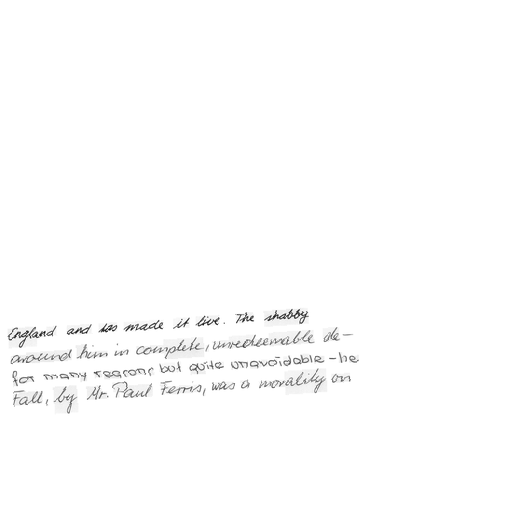 England and has made it live. The shabby
around him in complete, unredeemable de-
for many reasons but quite unavoidable - he
Fall, by Mr. Paul Ferris, was a morality on